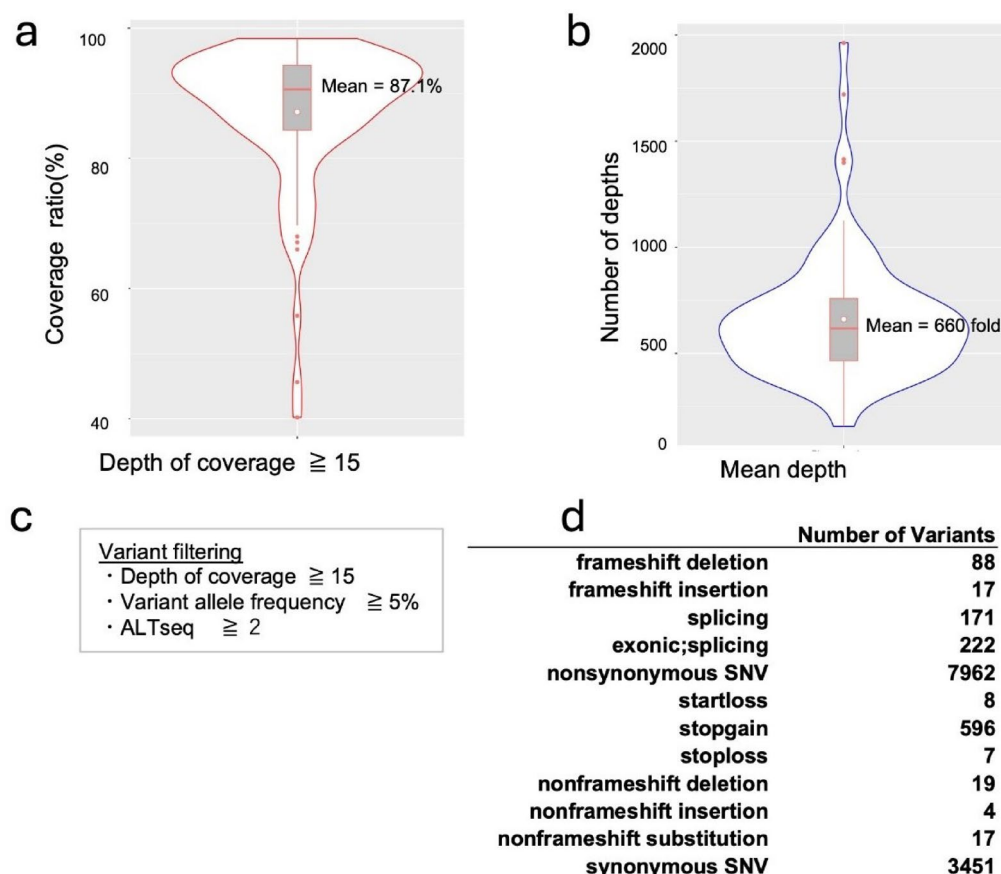 a
100
80
60
40
Coverage ratio(%)
Mean = 87.1%
Depth of coverage ≧ 15
b
2000
1500
1000
500
0
Number of depths
Mean = 660 fold
Mean depth
c
Variant filtering
・Depth of coverage ≧ 15
・Variant allele frequency ≧ 5%
・ALTseq ≧ 2
d
Number of Variants
frameshift deletion 88
frameshift insertion 17
splicing 171
exonic;splicing 222
nonsynonymous SNV 7962
startloss 8
stopgain 596
stoploss 7
nonframeshift deletion 19
nonframeshift insertion 4
nonframeshift substitution 17
synonymous SNV 3451